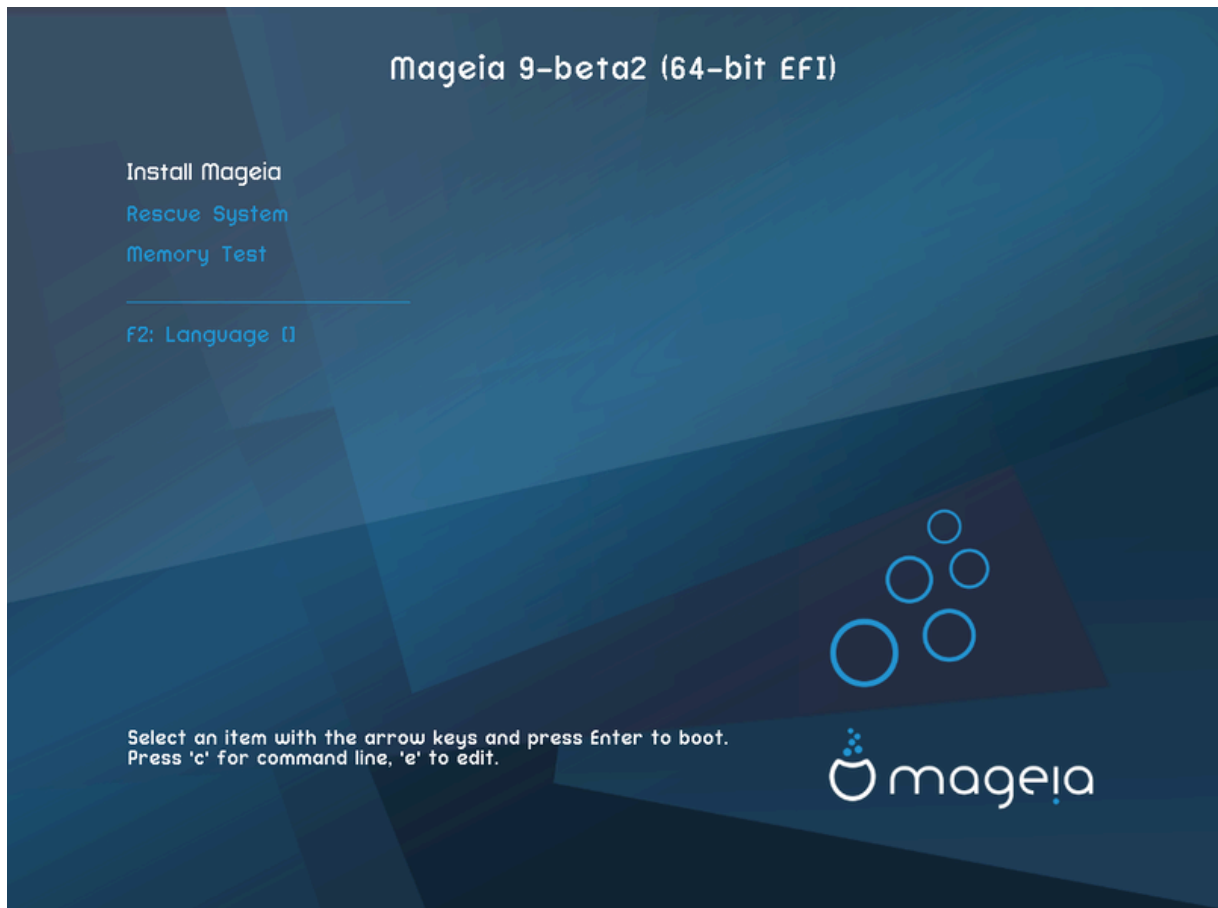 Mageia 9-beta2 (64-bit EFI)
Install Mageia
Rescue System
Memory Test
F2: Language []
Select an item with the arrow keys and press Enter to boot.
Press 'c' for command line, 'e' to edit.
mageia